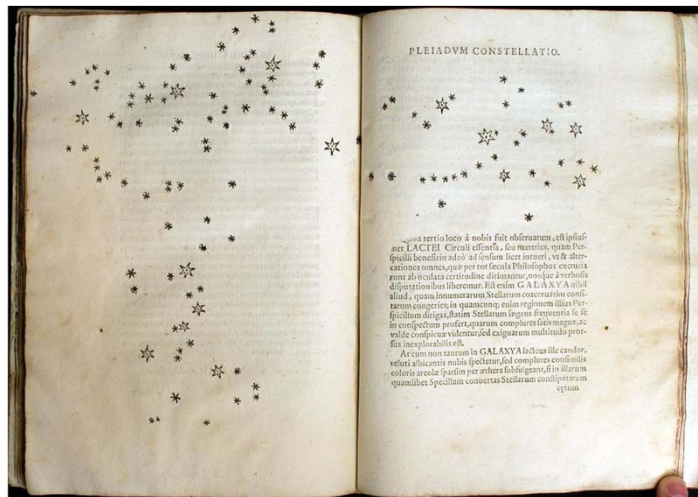 PLEIADVM CONSTELLATIO.
Quod tertio loco à nobis fuit obseruatum, est ipsius-
met LACTEI Circuli essentia, seu materies, quam Per-
spicilli beneficio adeò ad sensum licet intueri, vt & alter-
cationes omnes, quæ per tot sæcula Philosophos excrucia
runt ab oculata certitudine dirimantur, nosque à verbosis
disputationibus liberemur. Est enim GALAXYA nihil
aliud, quam innumerarum Stellarum coaceruatim consi-
tarum congeries; in quamcunq; enim regionem illius Per-
spicillum dirigas, statim Stellarum ingens frequentia se se
in conspectum profert, quarum complures satis magnæ, ac
valde conspicuæ videntur, sed exiguarum multitudo pror-
sus inexplorabilis est.
At cum non tantum in GALAXYA lacteus ille candor,
veluti albicantis nubis spectetur, sed complures consimilis
coloris areolæ sparsim per æthera subfulgeant, si in illarum
quamlibet Specillum conuertas Stellarum constipatarum
cętum